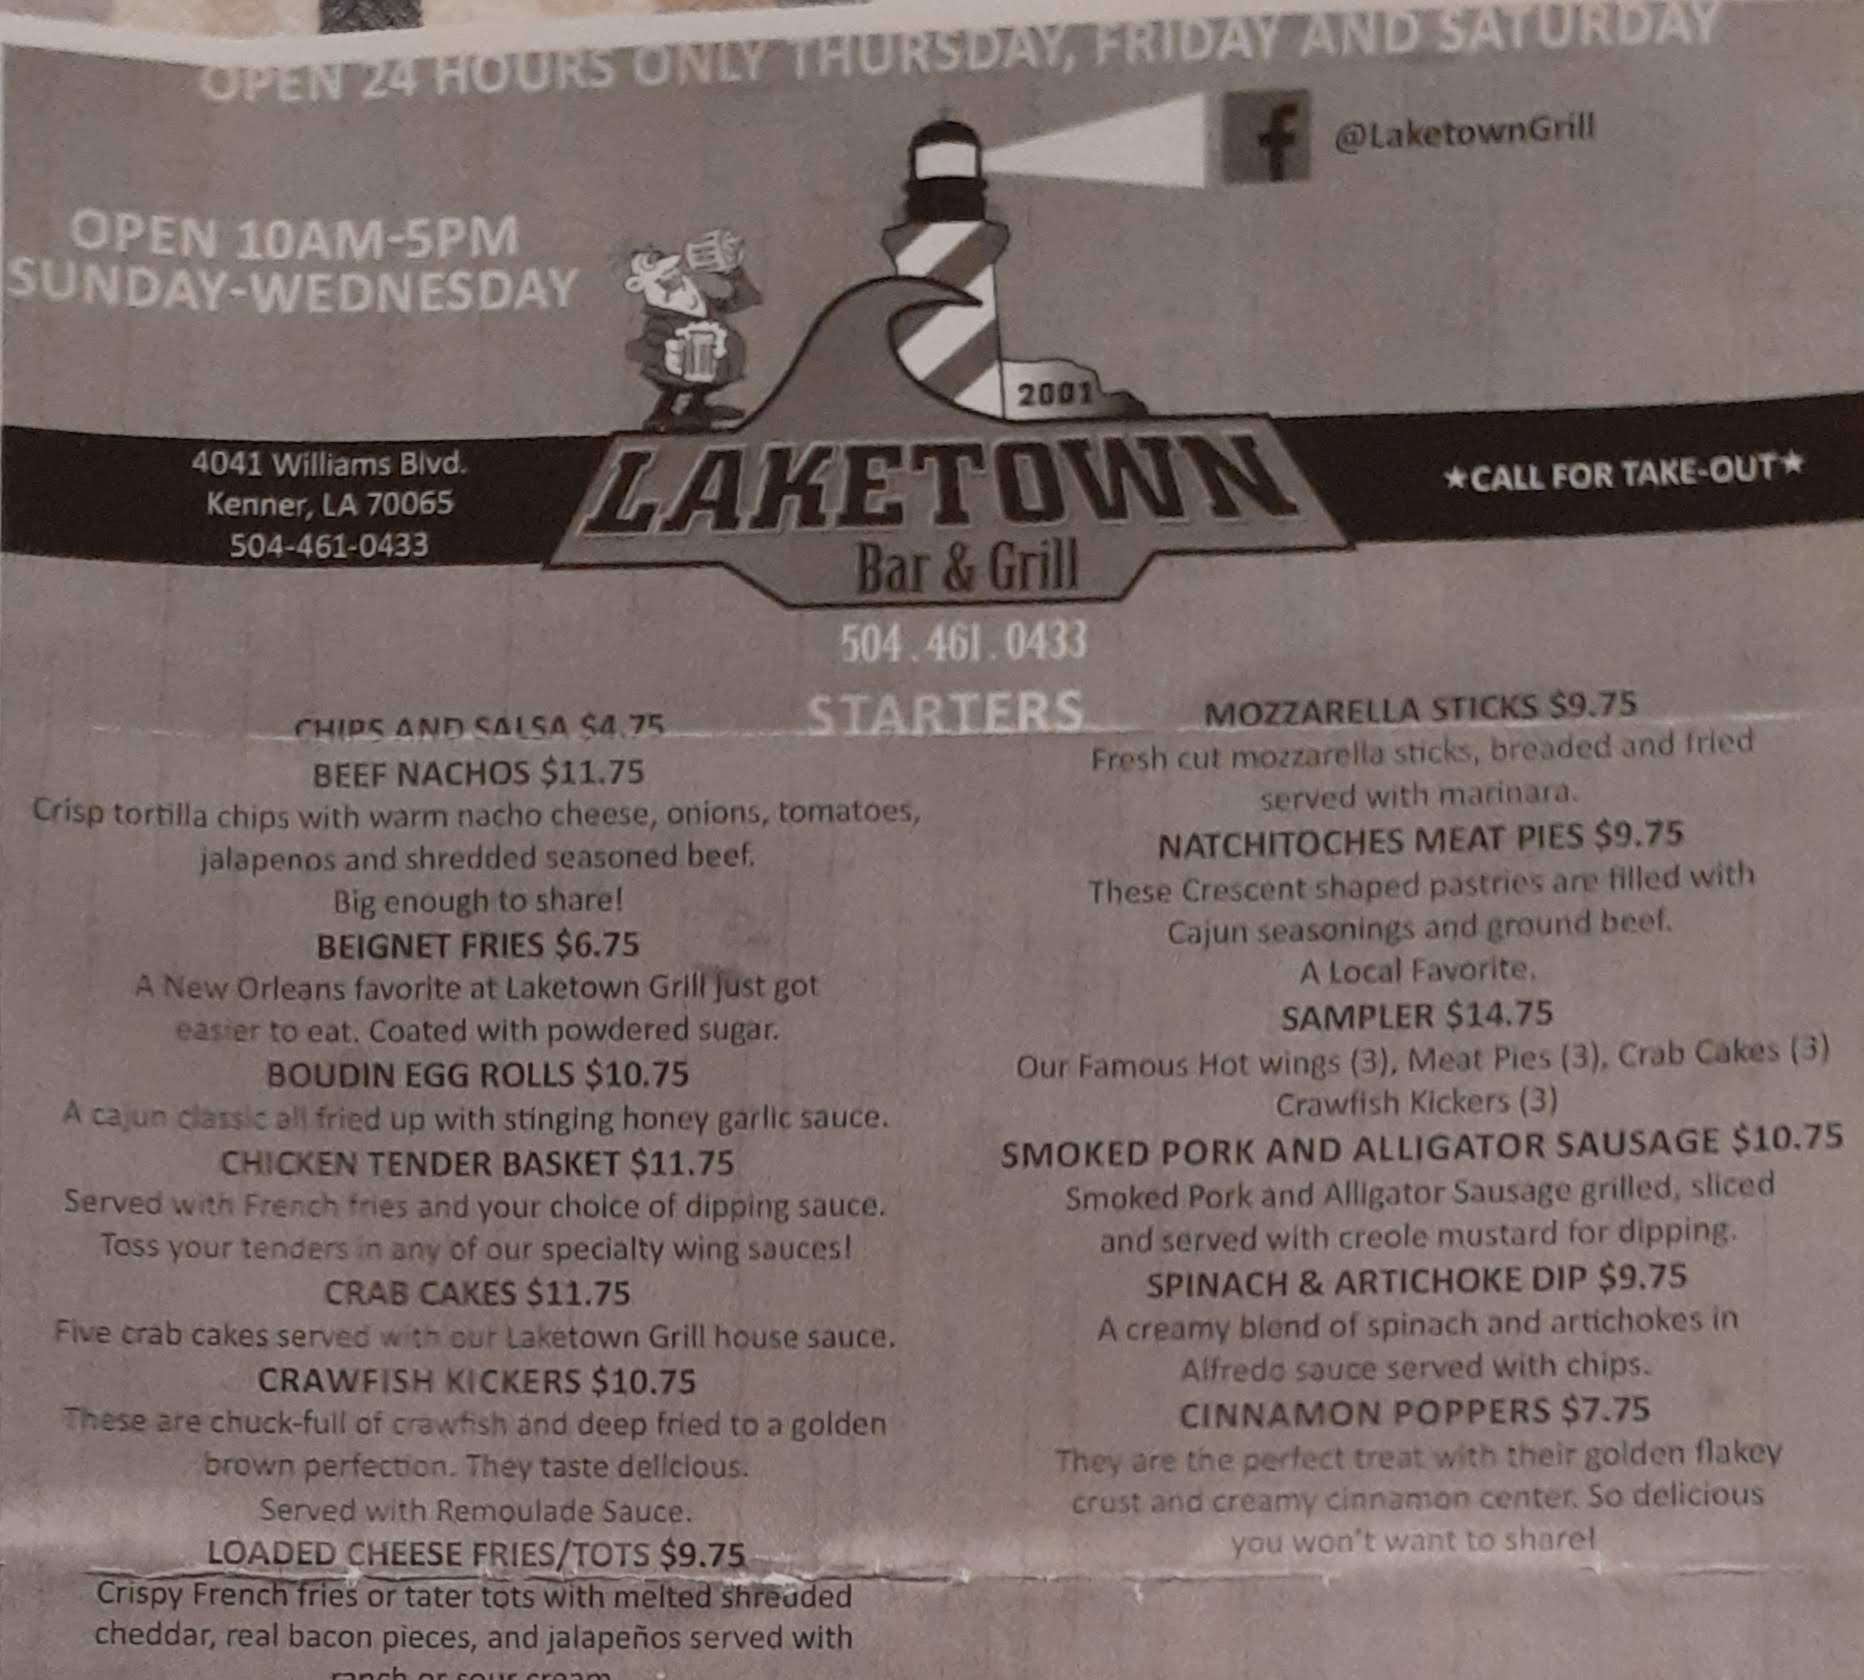 OPEN 24 HOURS ONLY THURSDAY, FRIDAY AND SATURDAY
f @LaketownGrill
OPEN 10AM-5PM
SUNDAY-WEDNESDAY
2001
4041 Williams Blvd.
Kenner, LA 70065
504-461-0433
LAKETOWN
Bar & Grill
★CALL FOR TAKE-OUT★
504.461.0433
STARTERS
CHIPS AND SALSA $4.75
BEEF NACHOS $11.75
Crisp tortilla chips with warm nacho cheese, onions, tomatoes,
jalapenos and shredded seasoned beef.
Big enough to share!
BEIGNET FRIES $6.75
A New Orleans favorite at Laketown Grill just got
easier to eat. Coated with powdered sugar.
BOUDIN EGG ROLLS $10.75
A cajun classic all fried up with stinging honey garlic sauce.
CHICKEN TENDER BASKET $11.75
Served with French fries and your choice of dipping sauce.
Toss your tenders in any of our specialty wing sauces!
CRAB CAKES $11.75
Five crab cakes served with our Laketown Grill house sauce.
CRAWFISH KICKERS $10.75
These are chuck-full of crawfish and deep fried to a golden
brown perfection. They taste delicious.
Served with Remoulade Sauce.
LOADED CHEESE FRIES/TOTS $9.75
Crispy French fries or tater tots with melted shredded
cheddar, real bacon pieces, and jalapeños served with
ranch or sour cream
MOZZARELLA STICKS $9.75
Fresh cut mozzarella sticks, breaded and fried
served with marinara.
NATCHITOCHES MEAT PIES $9.75
These Crescent shaped pastries are filled with
Cajun seasonings and ground beef.
A Local Favorite.
SAMPLER $14.75
Our Famous Hot wings (3), Meat Pies (3), Crab Cakes (3)
Crawfish Kickers (3)
SMOKED PORK AND ALLIGATOR SAUSAGE $10.75
Smoked Pork and Alligator Sausage grilled, sliced
and served with creole mustard for dipping.
SPINACH & ARTICHOKE DIP $9.75
A creamy blend of spinach and artichokes in
Alfredo sauce served with chips.
CINNAMON POPPERS $7.75
They are the perfect treat with their golden flakey
crust and creamy cinnamon center. So delicious
you won't want to share!